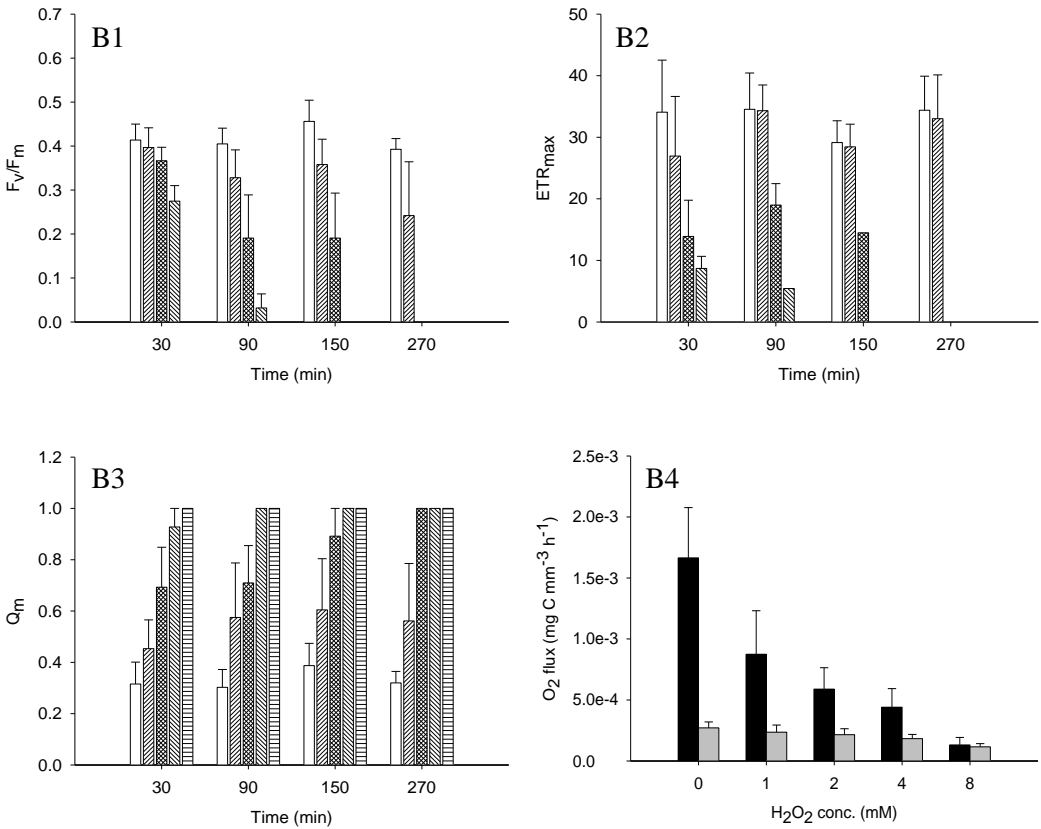 B1
0.7
0.6
0.5
0.4
0.3
0.2
0.1
0.0
Fv/Fm
30 90 150 270
Time (min)
B2
50
40
30
20
10
0
ETRmax
30 90 150 270
Time (min)
B3
1.2
1.0
0.8
0.6
0.4
0.2
0.0
Qm
30 90 150 270
Time (min)
B4
2.5e-3
2.0e-3
1.5e-3
1.0e-3
5.0e-4
0.0
O2 flux (mg C mm-3 h-1)
0 1 2 4 8
H2O2 conc. (mM)